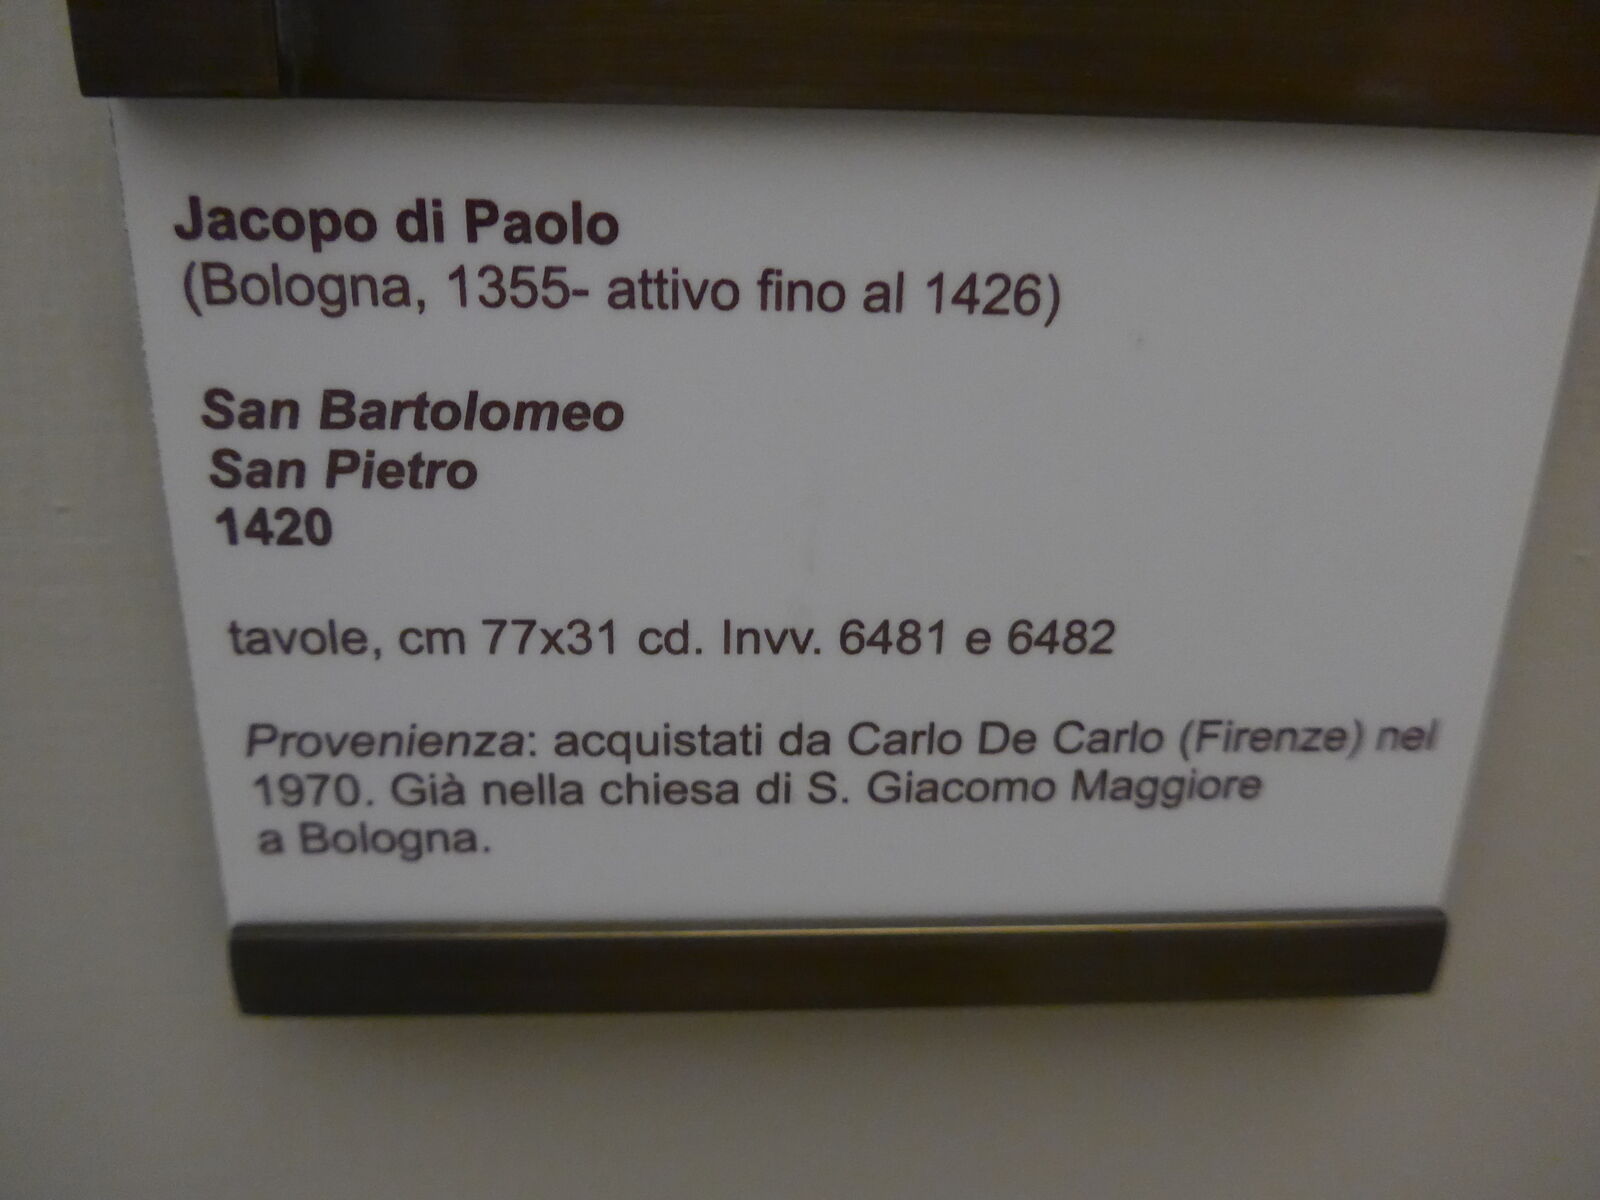 Jacopo di Paolo
(Bologna, 1355- attivo fino al 1426)
San Bartolomeo
San Pietro
1420
tavole, cm 77x31 cd. Invv. 6481 e 6482
Provenienza: acquistati da Carlo De Carlo (Firenze) nel
1970. Già nella chiesa di S. Giacomo Maggiore
a Bologna.